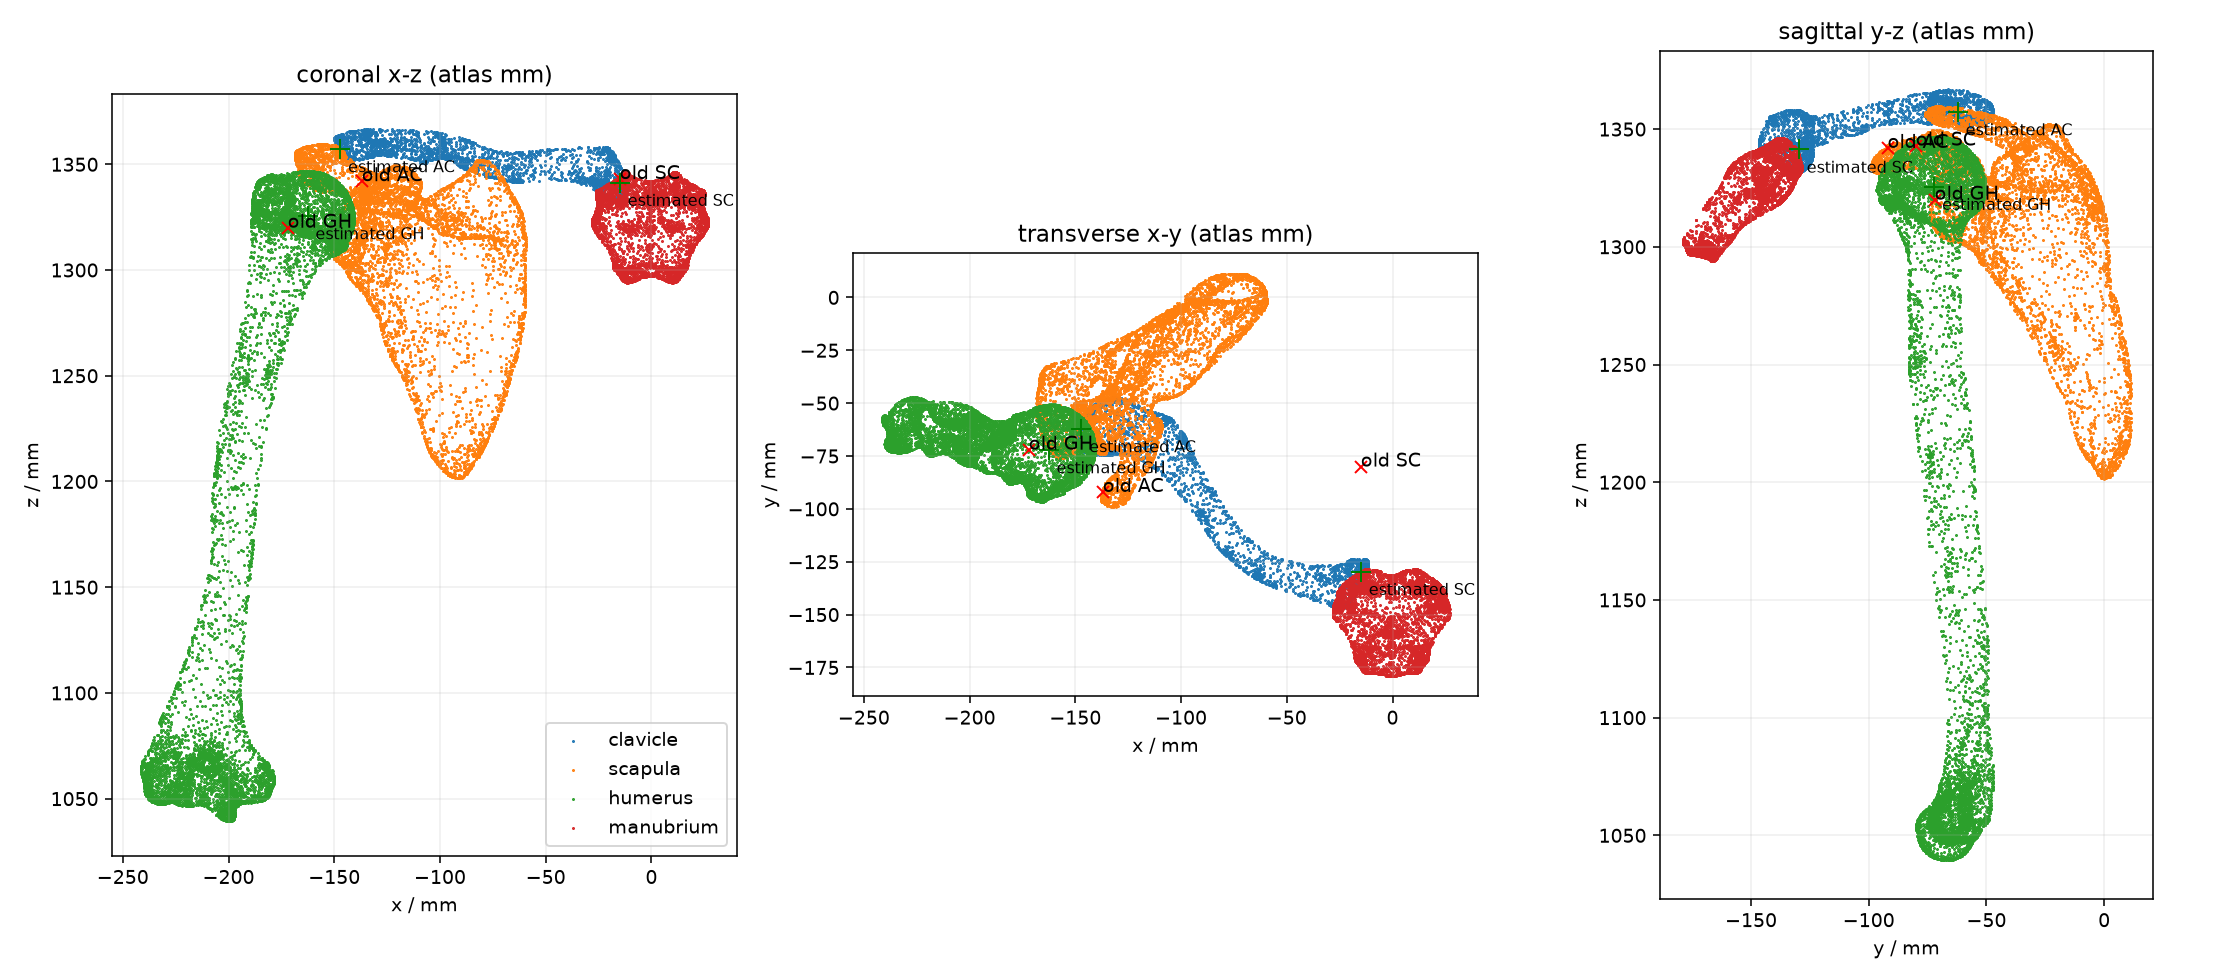 coronal x-z (atlas mm)
1350
1300
1250
1200
1150
1100
1050
z / mm
estimated AC
old AC
old SC
estimated SC
old GH
estimated GH
clavicle
scapula
humerus
manubrium
−250
−200
−150
−100
−50
0
x / mm
transverse x-y (atlas mm)
0
−25
−50
−75
−100
−125
−150
−175
y / mm
old GH
estimated AC
estimated GH
old AC
old SC
estimated SC
−250
−200
−150
−100
−50
0
x / mm
sagittal y-z (atlas mm)
1350
1300
1250
1200
1150
1100
1050
z / mm
estimated AC
old AC
old SC
estimated SC
old GH
estimated GH
−150
−100
−50
0
y / mm